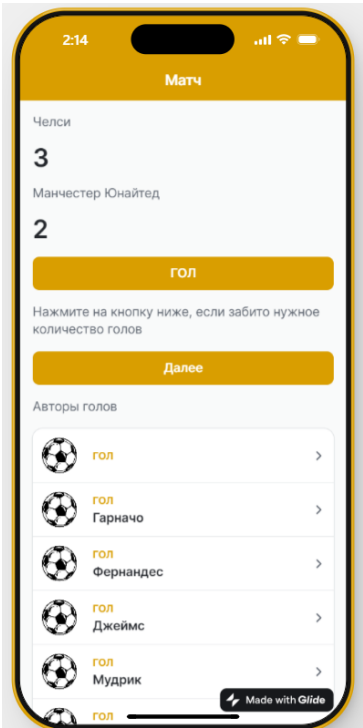 2:14
Матч
Челси
3
Манчестер Юнайтед
2
ГОЛ
Нажмите на кнопку ниже, если забито нужное
количество голов
Далее
Авторы голов
ГОЛ
ГОЛ
Гарначо
ГОЛ
Фернандес
ГОЛ
Джеймс
ГОЛ
Мудрик
ГОЛ
Made with Glide